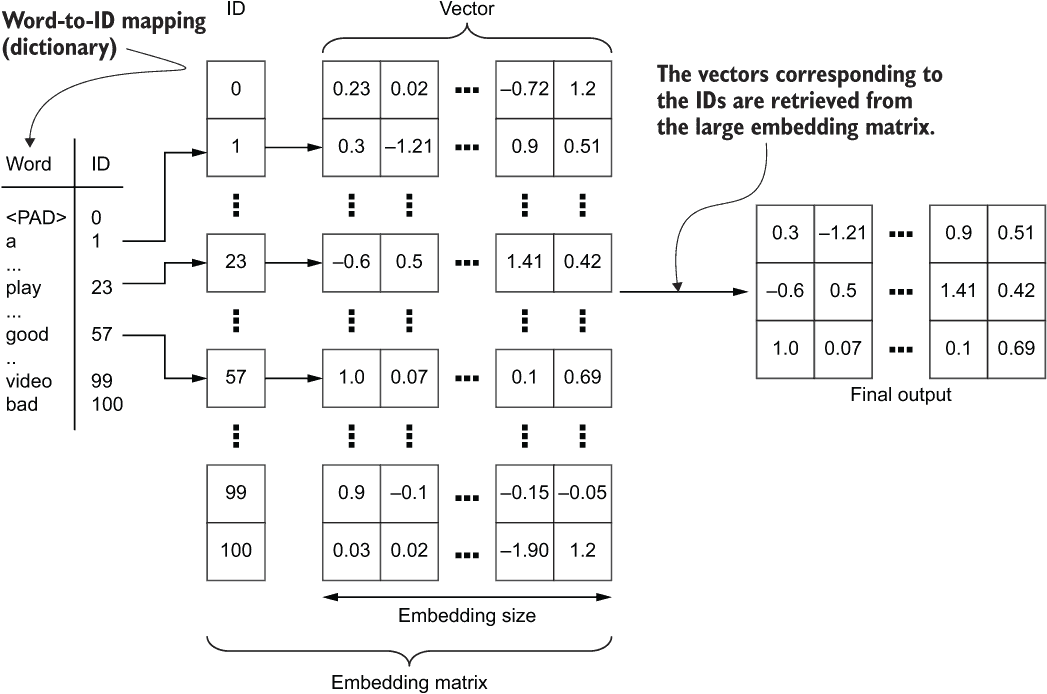 Word-to-ID mapping
(dictionary)
ID
Vector
The vectors corresponding to
the IDs are retrieved from
the large embedding matrix.
Word ID
<PAD> 0
a 1
...
play 23
...
good 57
..
video 99
bad 100
0 0.23 0.02 ... –0.72 1.2
1 0.3 –1.21 ... 0.9 0.51
23 –0.6 0.5 ... 1.41 0.42
57 1.0 0.07 ... 0.1 0.69
99 0.9 –0.1 ... –0.15 –0.05
100 0.03 0.02 ... –1.90 1.2
Embedding size
Embedding matrix
0.3 –1.21 ... 0.9 0.51
–0.6 0.5 ... 1.41 0.42
1.0 0.07 ... 0.1 0.69
Final output